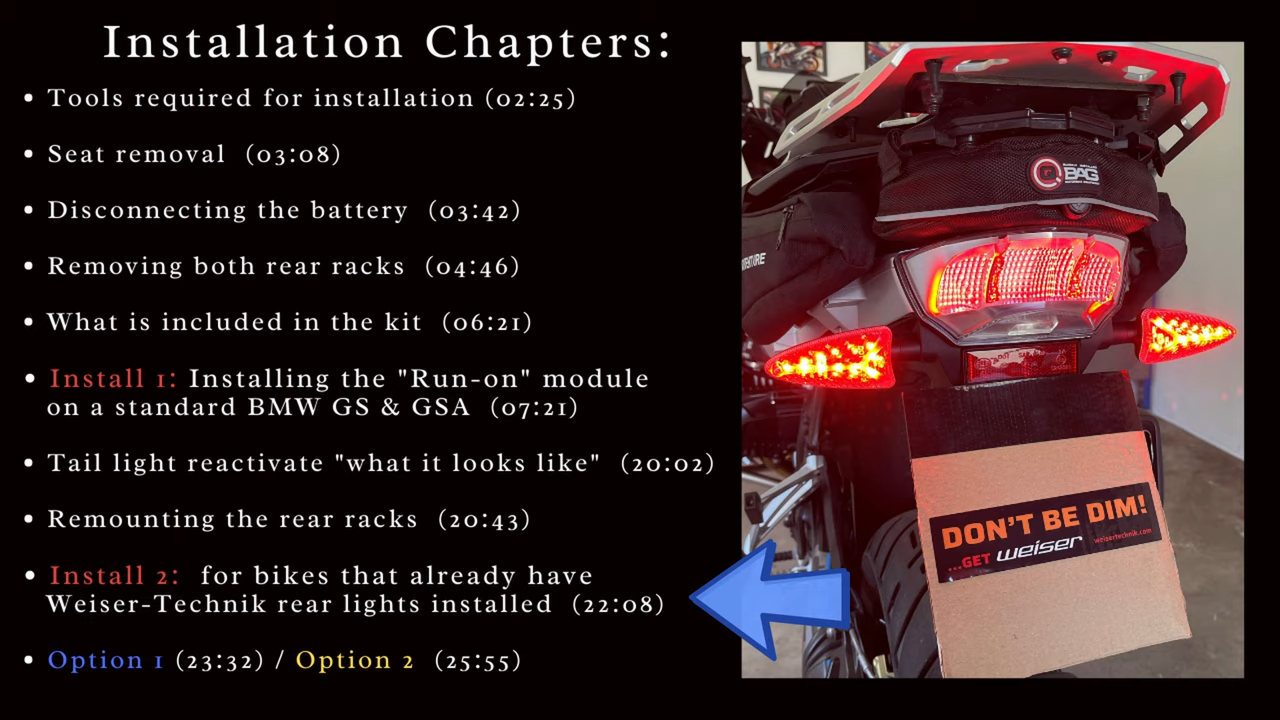 Installation Chapters:
• Tools required for installation (02:25)
• Seat removal (03:08)
• Disconnecting the battery (03:42)
• Removing both rear racks (04:46)
• What is included in the kit (06:21)
• Install 1: Installing the "Run-on" module
on a standard BMW GS & GSA (07:21)
• Tail light reactivate "what it looks like" (20:02)
• Remounting the rear racks (20:43)
• Install 2: for bikes that already have
Weiser-Technik rear lights installed (22:08)
• Option 1 (23:32) / Option 2 (25:55)
BAG
DON'T BE DIM!
...GET weiser weisertechnik.com